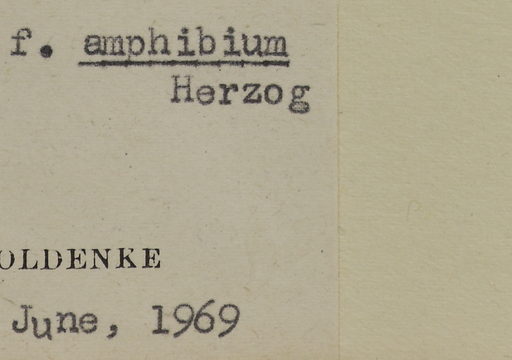 f. amphibium
Herzog
OLDENKE
June, 1969